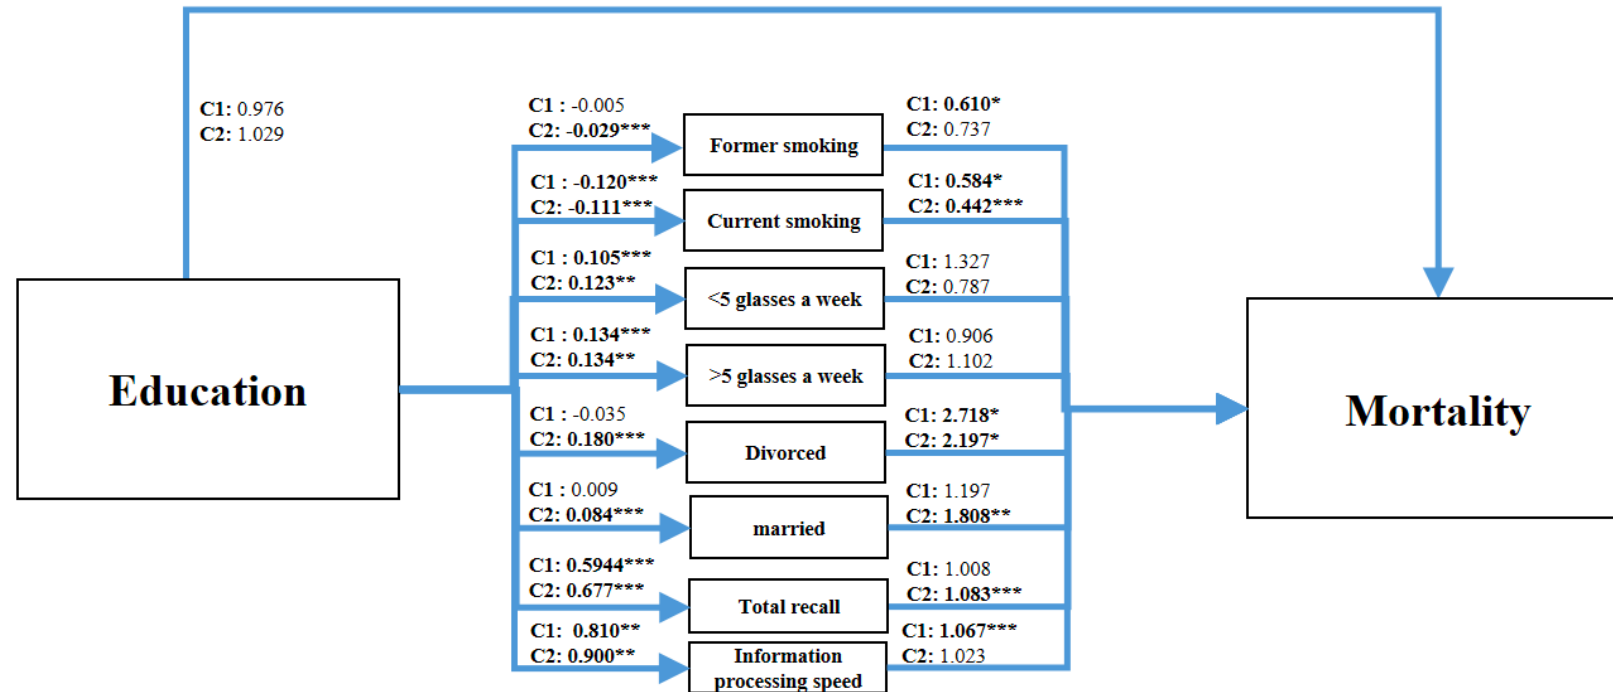 C1: 0.976
C2: 1.029
Education
C1 : -0.005
C2: -0.029***
Former smoking
C1: 0.610*
C2: 0.737
C1 : -0.120***
C2: -0.111***
Current smoking
C1: 0.584*
C2: 0.442***
C1 : 0.105***
C2: 0.123**
<5 glasses a week
C1: 1.327
C2: 0.787
C1 : 0.134***
C2: 0.134**
>5 glasses a week
C1: 0.906
C2: 1.102
C1 : -0.035
C2: 0.180***
Divorced
C1: 2.718*
C2: 2.197*
C1 : 0.009
C2: 0.084***
married
C1: 1.197
C2: 1.808**
C1: 0.5944***
C2: 0.677***
Total recall
C1: 1.008
C2: 1.083***
C1: 0.810**
C2: 0.900**
Information
processing speed
C1: 1.067***
C2: 1.023
Mortality